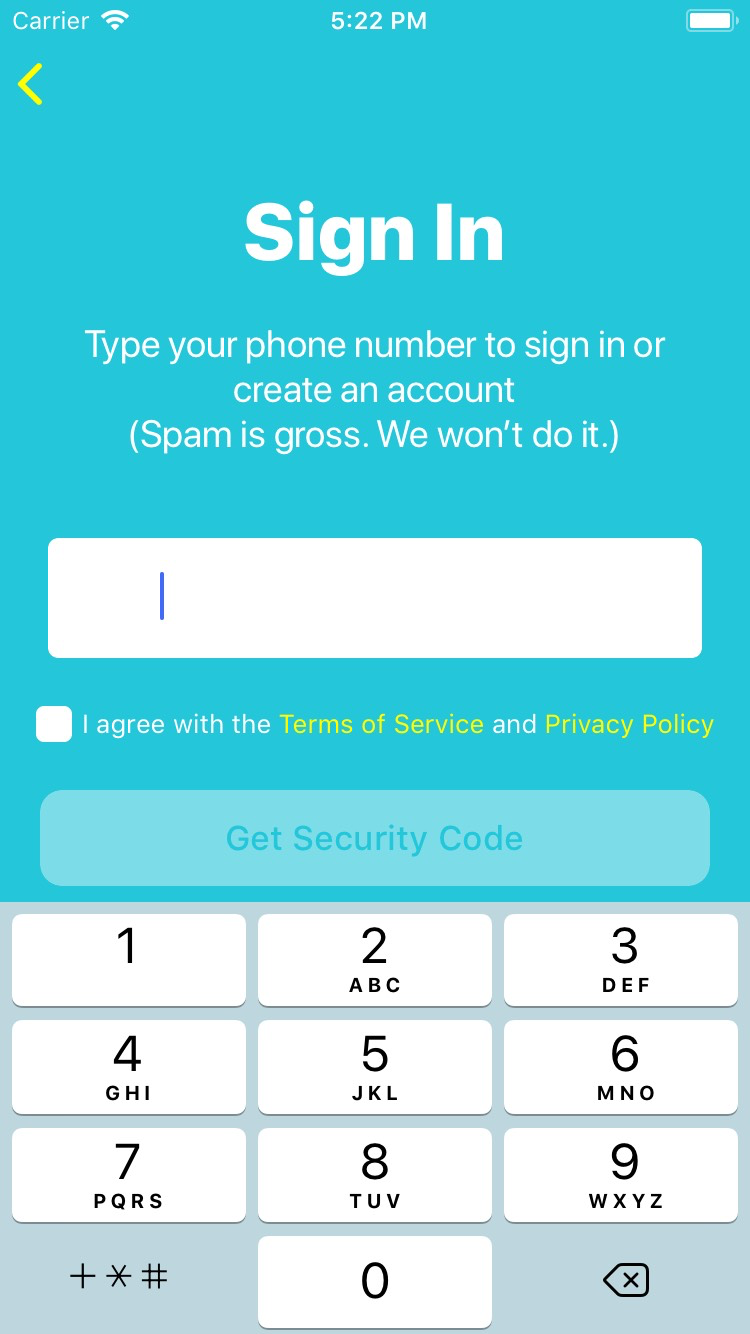 Carrier 5:22 PM
Sign In
Type your phone number to sign in or
create an account
(Spam is gross. We won’t do it.)
I agree with the Terms of Service and Privacy Policy
Get Security Code
1 2 3
ABC DEF
4 5 6
GHI JKL MNO
7 8 9
PQRS TUV WXYZ
+*# 0